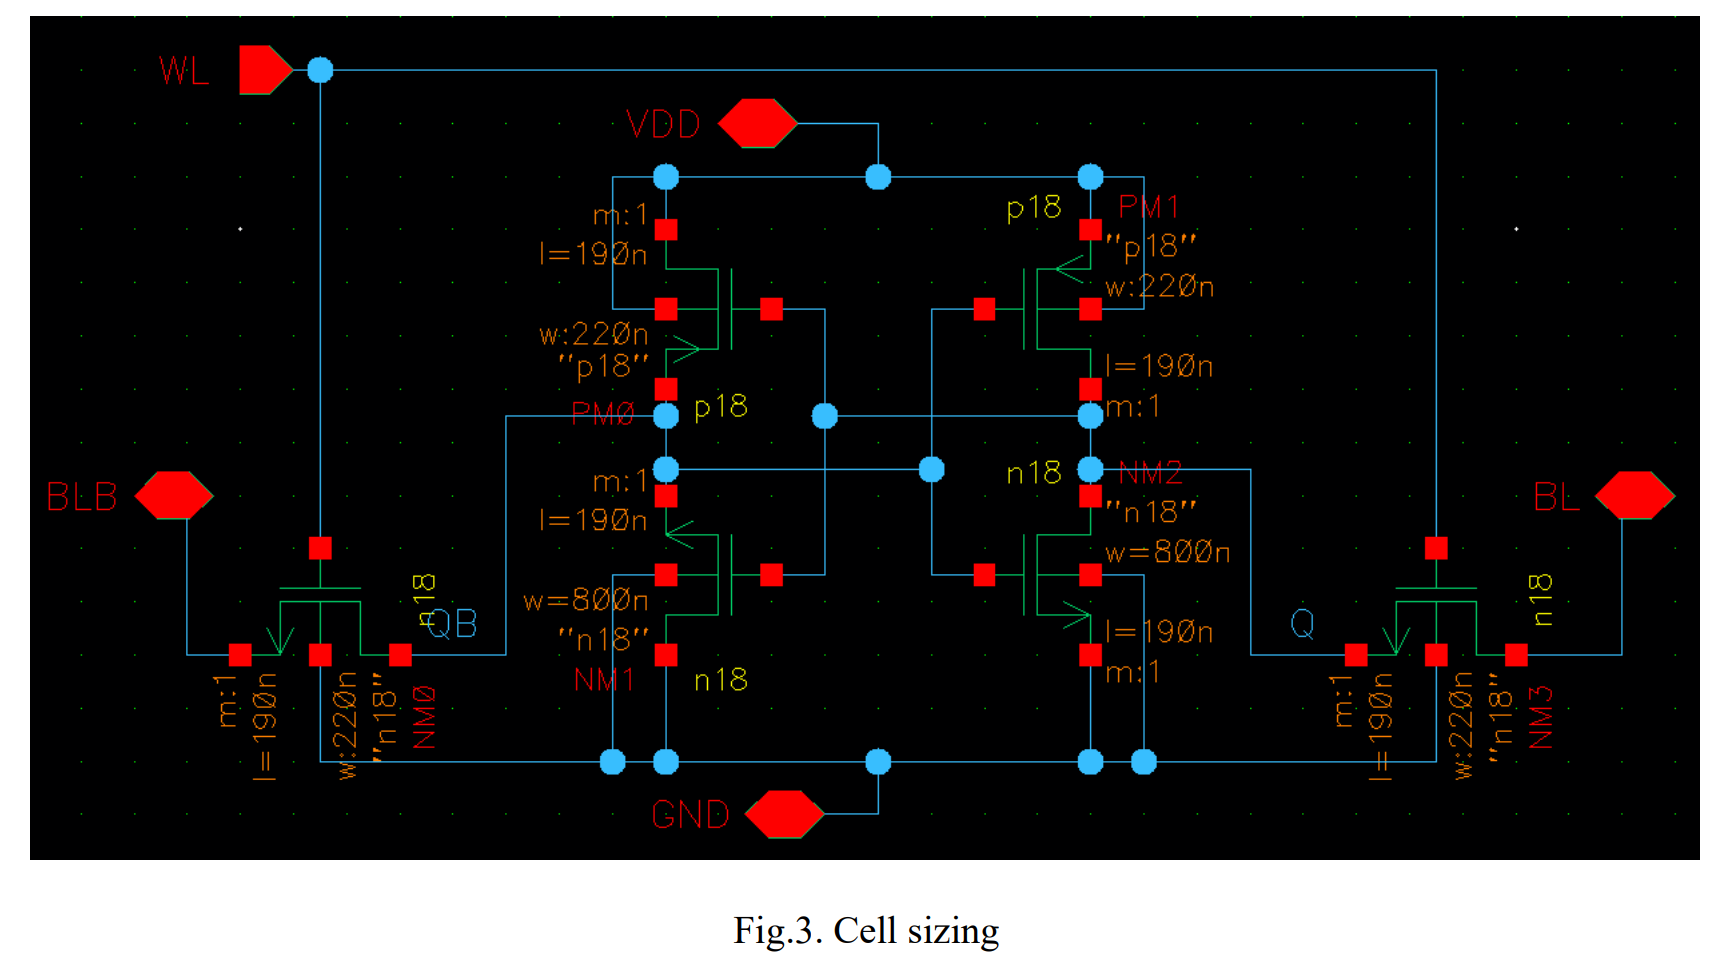 WL
VDD
m:1
l=190n
w:220n
"p18"
PM0
p18
p18
PM1
"p18"
w:220n
l=190n
m:1
BLB
m:1
l=190n
w=800n
"n18"
NM1
n18
n18
NM2
"n18"
w=800n
l=190n
m:1
BL
n18
QB
m:1
l=190n
w:220n
"n18"
NM0
Q
n18
m:1
l=190n
w:220n
"n18"
NM3
GND
Fig.3. Cell sizing